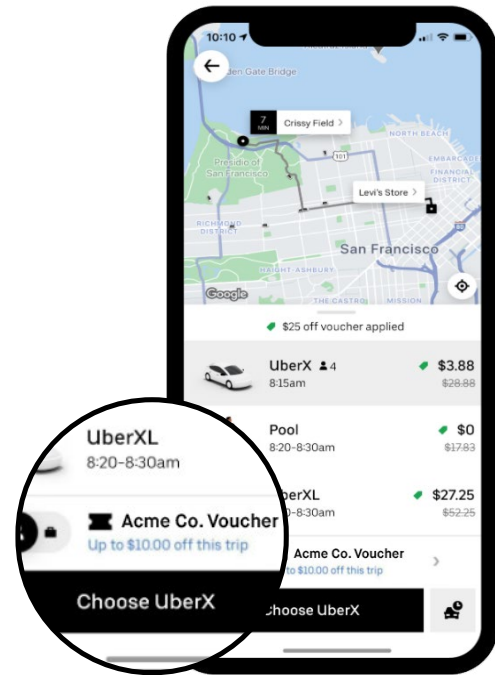 10:10
Golden Gate Bridge
7
MIN
Crissy Field >
NORTH BEACH
Presidio of
San Francisco
101
EMBARCADE
FINANCIAL
DISTRICT
Levi's Store >
RICHMOND
DISTRICT
80
San Francisco
HAIGHT-ASHBURY
Google
THE CASTRO
MISSION
$25 off voucher applied
UberX 4
$3.88
8:15am
$28.88
Pool
$0
8:20-8:30am
$17.83
UberXL
8:20-8:30am
berXL
$27.25
0-8:30am
$52.25
Acme Co. Voucher
Up to $10.00 off this trip
Acme Co. Voucher
to $10.00 off this trip
Choose UberX
Choose UberX